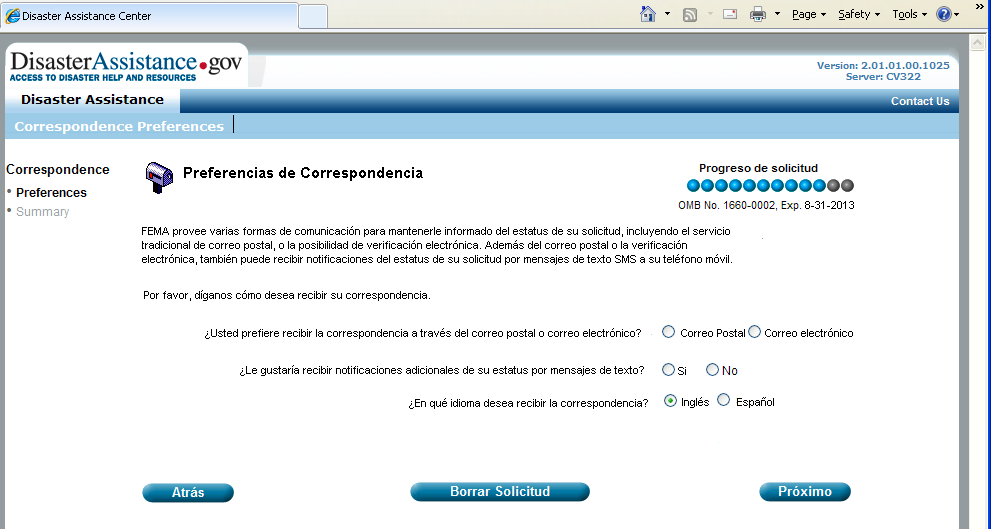 Disaster Assistance Center
Page
Safety
Tools
DisasterAssistance.gov
ACCESS TO DISASTER HELP AND RESOURCES
Version: 2.01.01.00.1025
Server: CV322
Disaster Assistance
Contact Us
Correspondence Preferences
Correspondence
Preferences
Summary
Preferencias de Correspondencia
Progreso de solicitud
OMB No. 1660-0002, Exp. 8-31-2013
FEMA provee varias formas de comunicación para mantenerle informado del estatus de su solicitud, incluyendo el servicio
tradicional de correo postal, o la posibilidad de verificación electrónica. Además del correo postal o la verificación
electrónica, también puede recibir notificaciones del estatus de su solicitud por mensajes de texto SMS a su teléfono móvil.
Por favor, díganos cómo desea recibir su correspondencia.
¿Usted prefiere recibir la correspondencia a través del correo postal o correo electrónico? Correo Postal Correo electrónico
¿Le gustaría recibir notificaciones adicionales de su estatus por mensajes de texto? Si No
¿En qué idioma desea recibir la correspondencia? Inglés Español
Atrás
Borrar Solicitud
Próximo